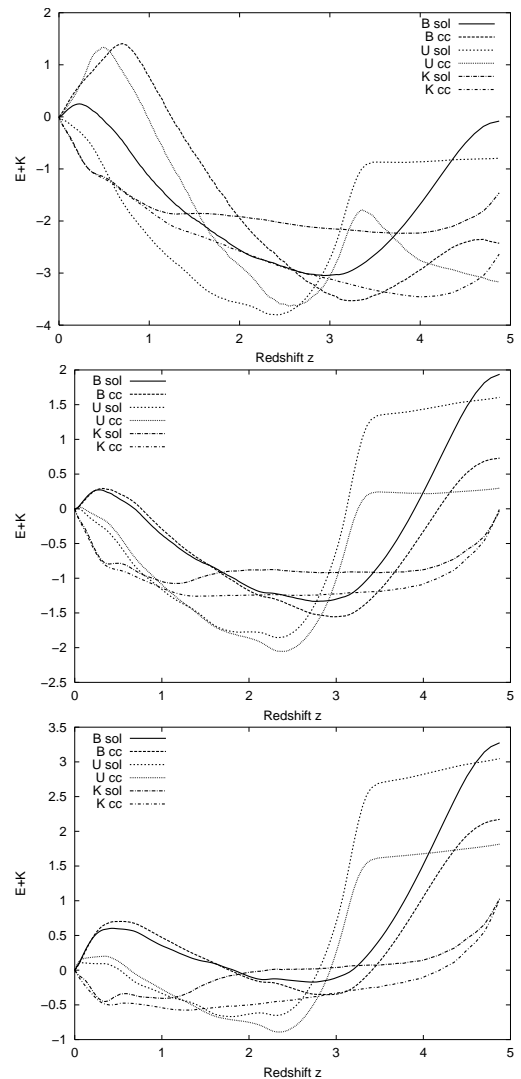 B sol
B cc
U sol
U cc
K sol
K cc
2
1
0
-1
-2
-3
-4
E+K
0 1 2 3 4 5
Redshift z
B sol
B cc
U sol
U cc
K sol
K cc
2
1.5
1
0.5
0
-0.5
-1
-1.5
-2
-2.5
E+K
0 1 2 3 4 5
Redshift z
B sol
B cc
U sol
U cc
K sol
K cc
3.5
3
2.5
2
1.5
1
0.5
0
-0.5
-1
E+K
0 1 2 3 4 5
Redshift z